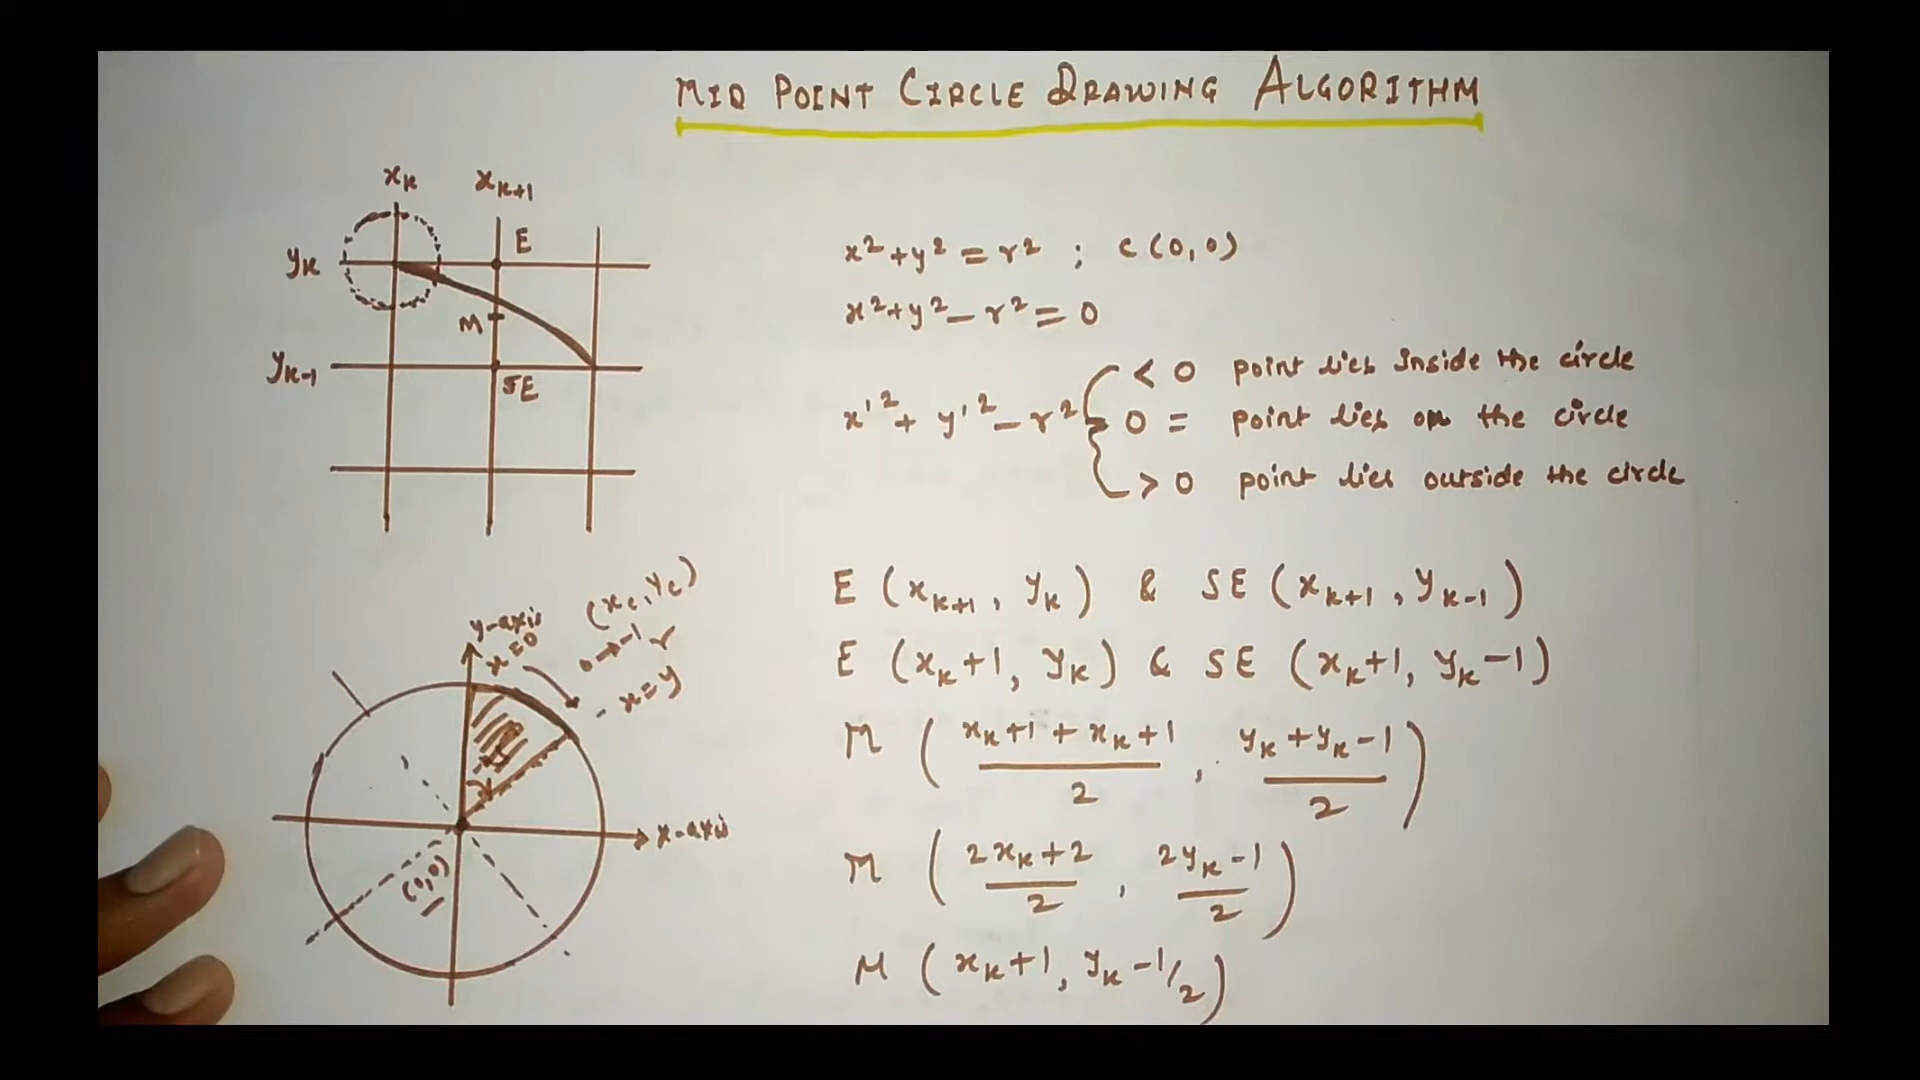 MID POINT CIRCLE DRAWING ALGORITHM
xₖ xₖ₊₁
E
yₖ
M
yₖ₋₁
SE
x² + y² = r² ; c(0,0)
x² + y² − r² = 0
< 0 point lies inside the circle
x'² + y'² − r² 0 = point lies on the circle
> 0 point lies outside the circle
E (xₖ₊₁, yₖ) & SE (xₖ₊₁, yₖ₋₁)
E (xₖ+1, yₖ) & SE (xₖ+1, yₖ−1)
M ( xₖ+1 + xₖ+1 / 2 , yₖ + yₖ−1 / 2 )
M ( 2xₖ+2 / 2 , 2yₖ−1 / 2 )
M ( xₖ+1, yₖ−1/2 )
(xc, yc)
y-axis
x=0
x=y
x-axis
(0,0)